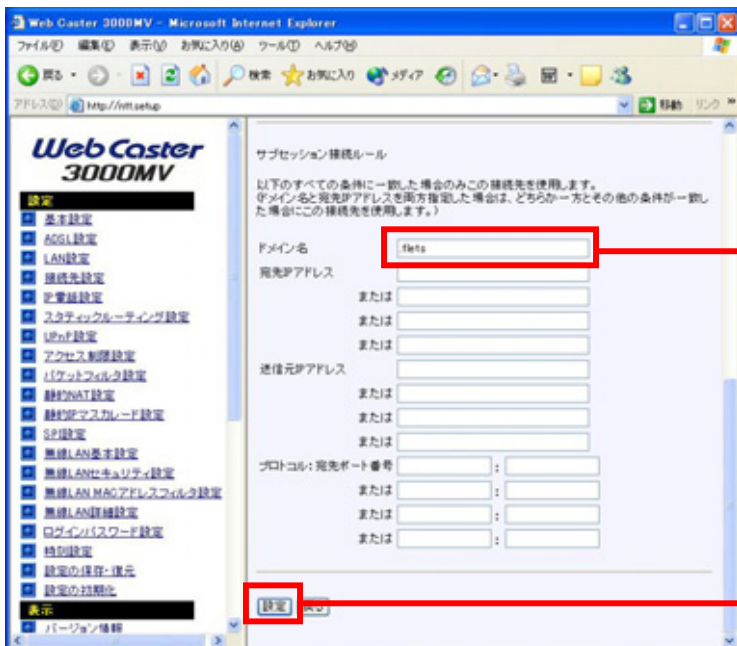 Web Caster 3000MV - Microsoft Internet Explorer
ファイル(F) 編集(E) 表示(V) お気に入り(A) ツール(T) ヘルプ(H)
戻る 検索 お気に入り メディア
アドレス(D) http://ntt.setup 移動 リンク
Web Caster
3000MV
設定
基本設定
ADSL設定
LAN設定
接続先設定
IP電話設定
スタティックルーティング設定
UPnP設定
アクセス制限設定
パケットフィルタ設定
静的NAT設定
静的IPマスカレード設定
SPI設定
無線LAN基本設定
無線LANセキュリティ設定
無線LAN MACアドレスフィルタ設定
無線LAN詳細設定
ログインパスワード設定
時刻設定
設定の保存・復元
設定の初期化
表示
バージョン情報
サブセッション接続ルール
以下のすべての条件に一致した場合のみこの接続先を使用します。
(ドメイン名と宛先IPアドレスを両方指定した場合は、どちらか一方とその他の条件が一致し
た場合にこの接続先を使用します。)
ドメイン名 .flets
宛先IPアドレス
または
または
または
送信元IPアドレス
または
または
または
プロトコル:宛先ポート番号 :
または :
または :
または :
設定 戻る